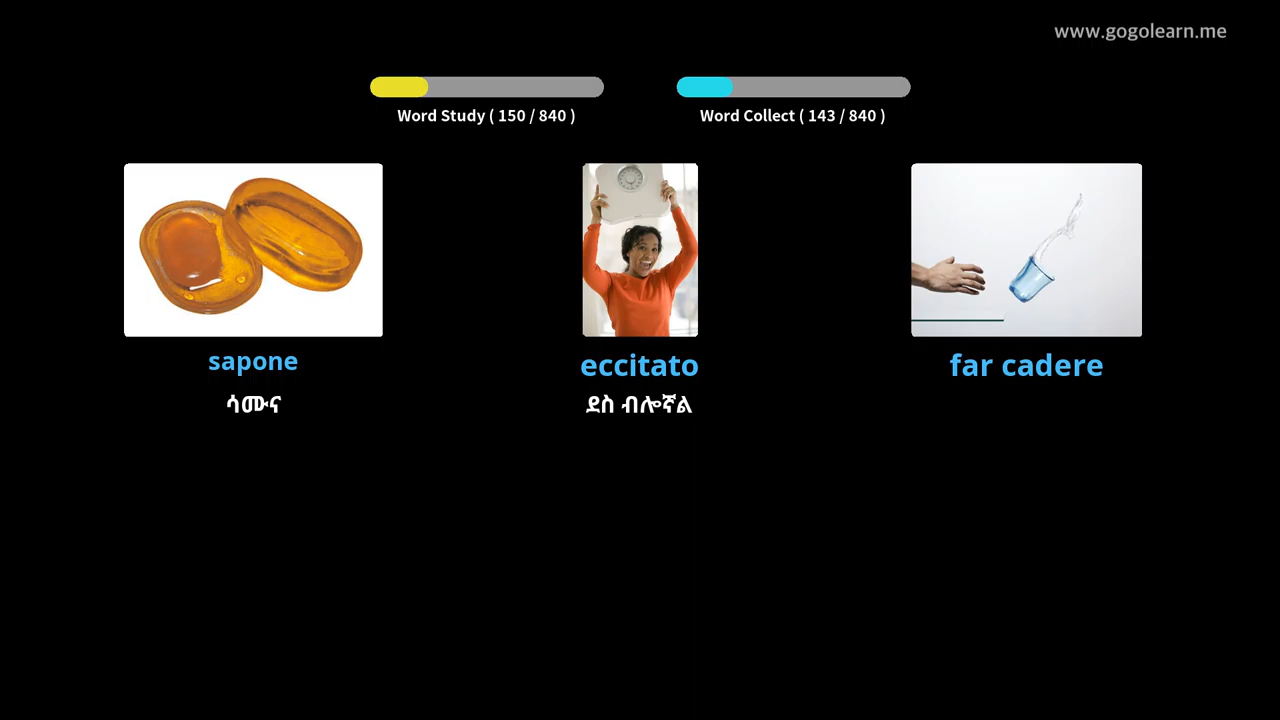 www.gogolearn.me
Word Study ( 150 / 840 )
Word Collect ( 143 / 840 )
sapone
eccitato
far cadere
ሳሙና
ደስ ብሎኛል